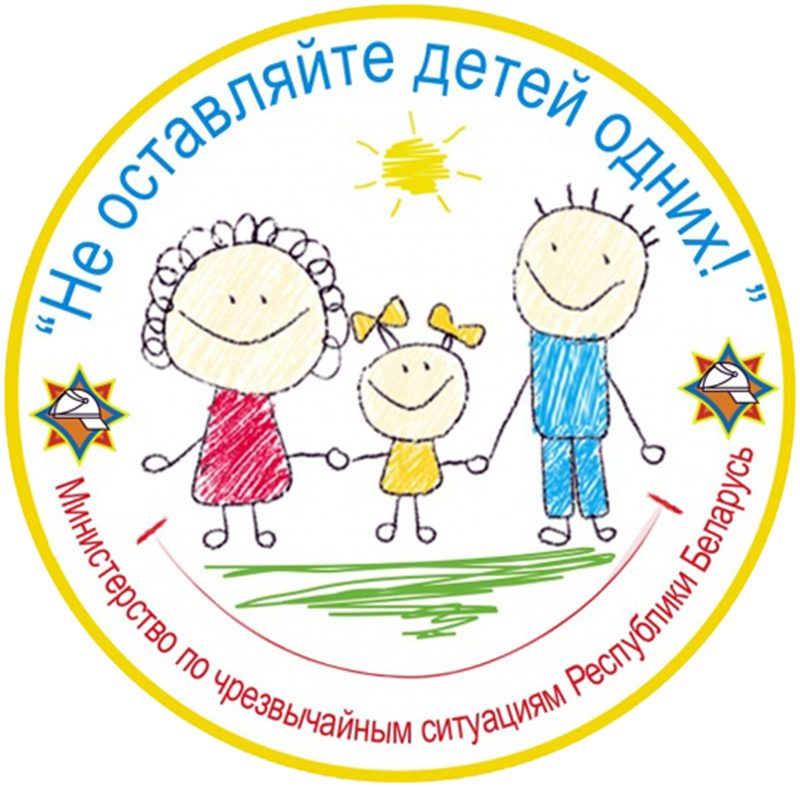 “Не оставляйте детей одних! ”
Министерство по чрезвычайным ситуациям Республики Беларусь